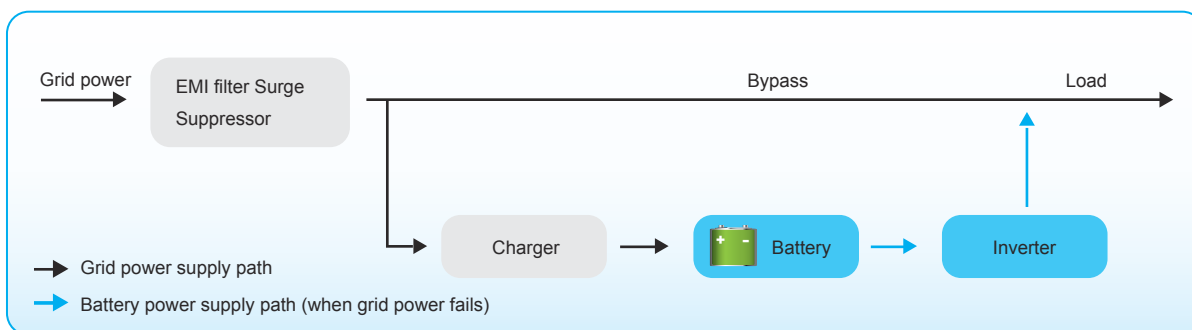 Grid power
EMI filter Surge
Suppressor
Bypass
Load
Charger
+ -
Battery
Inverter
Grid power supply path
Battery power supply path (when grid power fails)